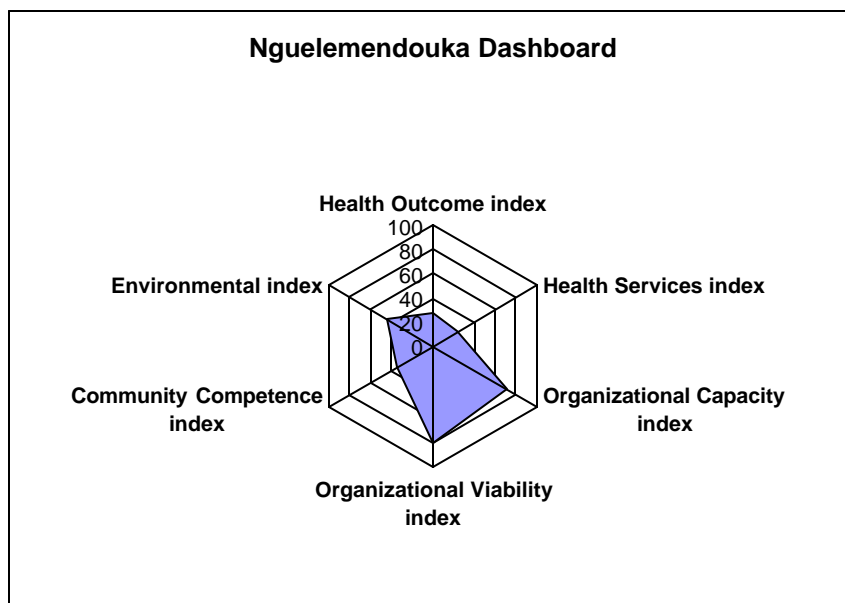 Nguelemendouka Dashboard
Health Outcome index
100
80
60
40
20
0
Environmental index
Health Services index
Community Competence
index
Organizational Capacity
index
Organizational Viability
index